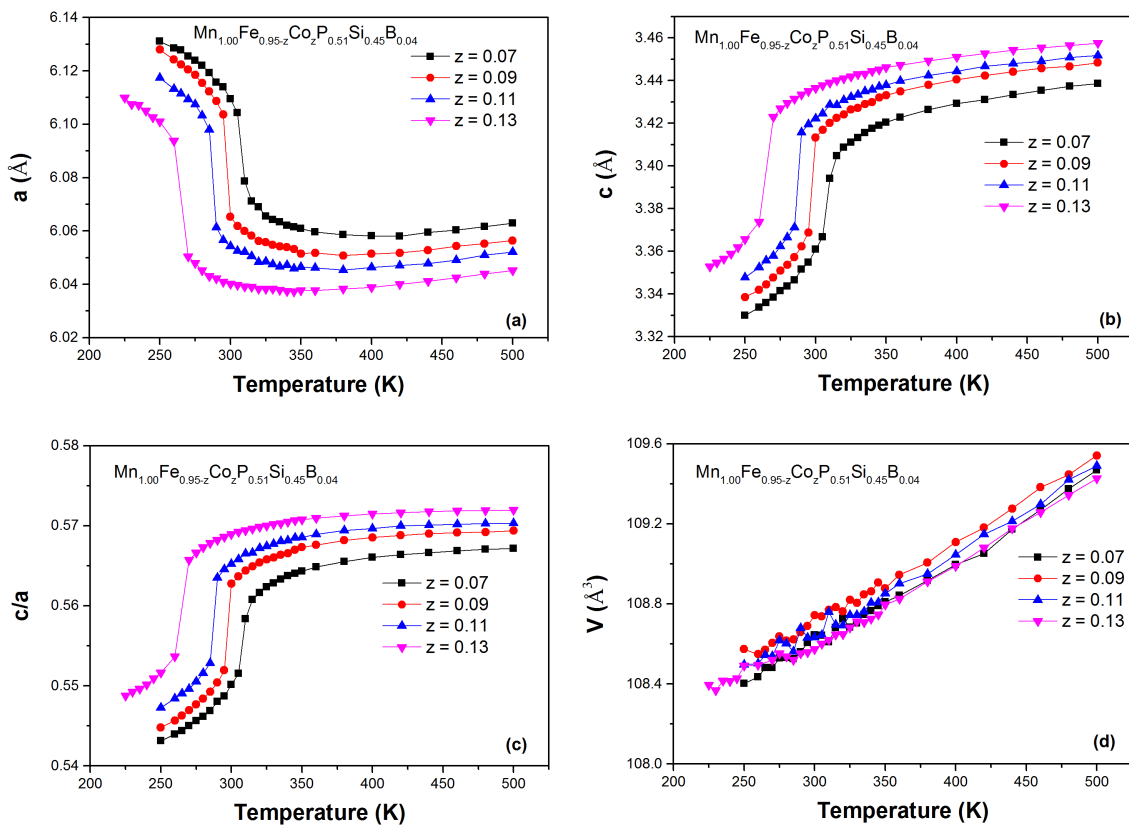 Mn1.00Fe0.95-zCozP0.51Si0.45B0.04
z = 0.07
z = 0.09
z = 0.11
z = 0.13
6.14
6.12
6.10
6.08
6.06
6.04
6.02
a (Å)
200 250 300 350 400 450 500
Temperature (K)
(a)
Mn1.00Fe0.95-zCozP0.51Si0.45B0.04
z = 0.07
z = 0.09
z = 0.11
z = 0.13
3.46
3.44
3.42
3.40
3.38
3.36
3.34
3.32
c (Å)
200 250 300 350 400 450 500
Temperature (K)
(b)
Mn1.00Fe0.95-zCozP0.51Si0.45B0.04
z = 0.07
z = 0.09
z = 0.11
z = 0.13
0.58
0.57
0.56
0.55
0.54
c/a
200 250 300 350 400 450 500
Temperature (K)
(c)
Mn1.00Fe0.95-zCozP0.51Si0.45B0.04
z = 0.07
z = 0.09
z = 0.11
z = 0.13
109.6
109.2
108.8
108.4
108.0
V (Å³)
200 250 300 350 400 450 500
Temperature (K)
(d)